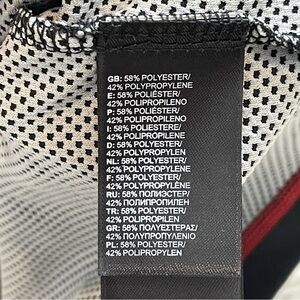 GB: 58% POLYESTER/
42% POLYPROPYLENE
E: 58% POLIÉSTER/
42% POLIPROPILENO
P: 58% POLIÉSTER/
42% POLIPROPILENO
I: 58% POLIESTERE/
42% POLIPROPILENE
D: 58% POLYESTER/
42% POLYPROPYLEN
NL: 58% POLYESTER/
42% POLYPROPYLEEN
F: 58% POLYESTER/
42% POLYPROPYLÈNE
RU: 58% ПОЛИЭСТЕР/
42% ПОЛИПРОПИЛЕН
TR: 58% POLYESTER/
42% POLIPROPILEN
GR: 58% ΠΟΛΥΕΣΤΕΡΑΣ/
42% ΠΟΛΥΠΡΟΠΥΛΕΝΙΟ
PL: 58% POLYESTER/
42% POLIPROPYLEN